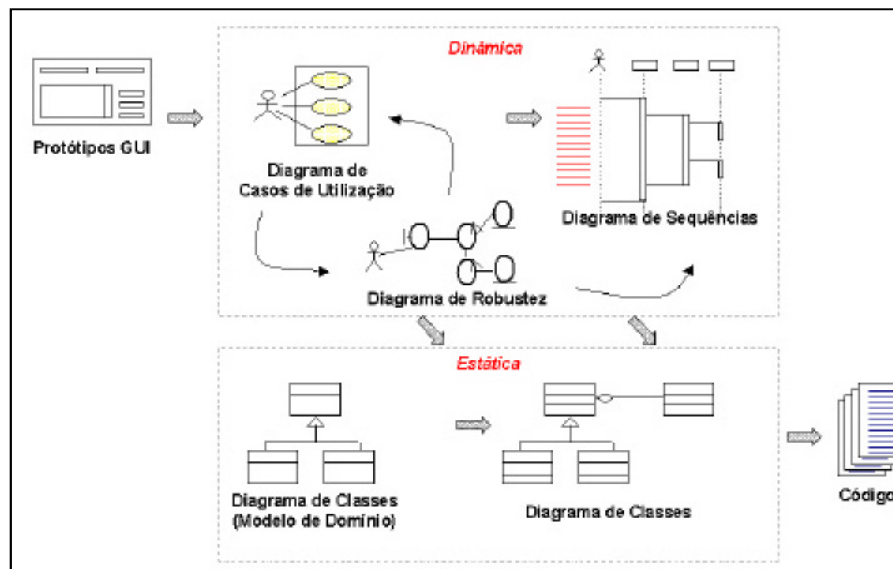 Dinâmica
Protótipos GUI
Diagrama de
Casos de Utilização
Diagrama de Sequências
Diagrama de Robustez
Estática
Diagrama de Classes
(Modelo de Domínio)
Diagrama de Classes
Código